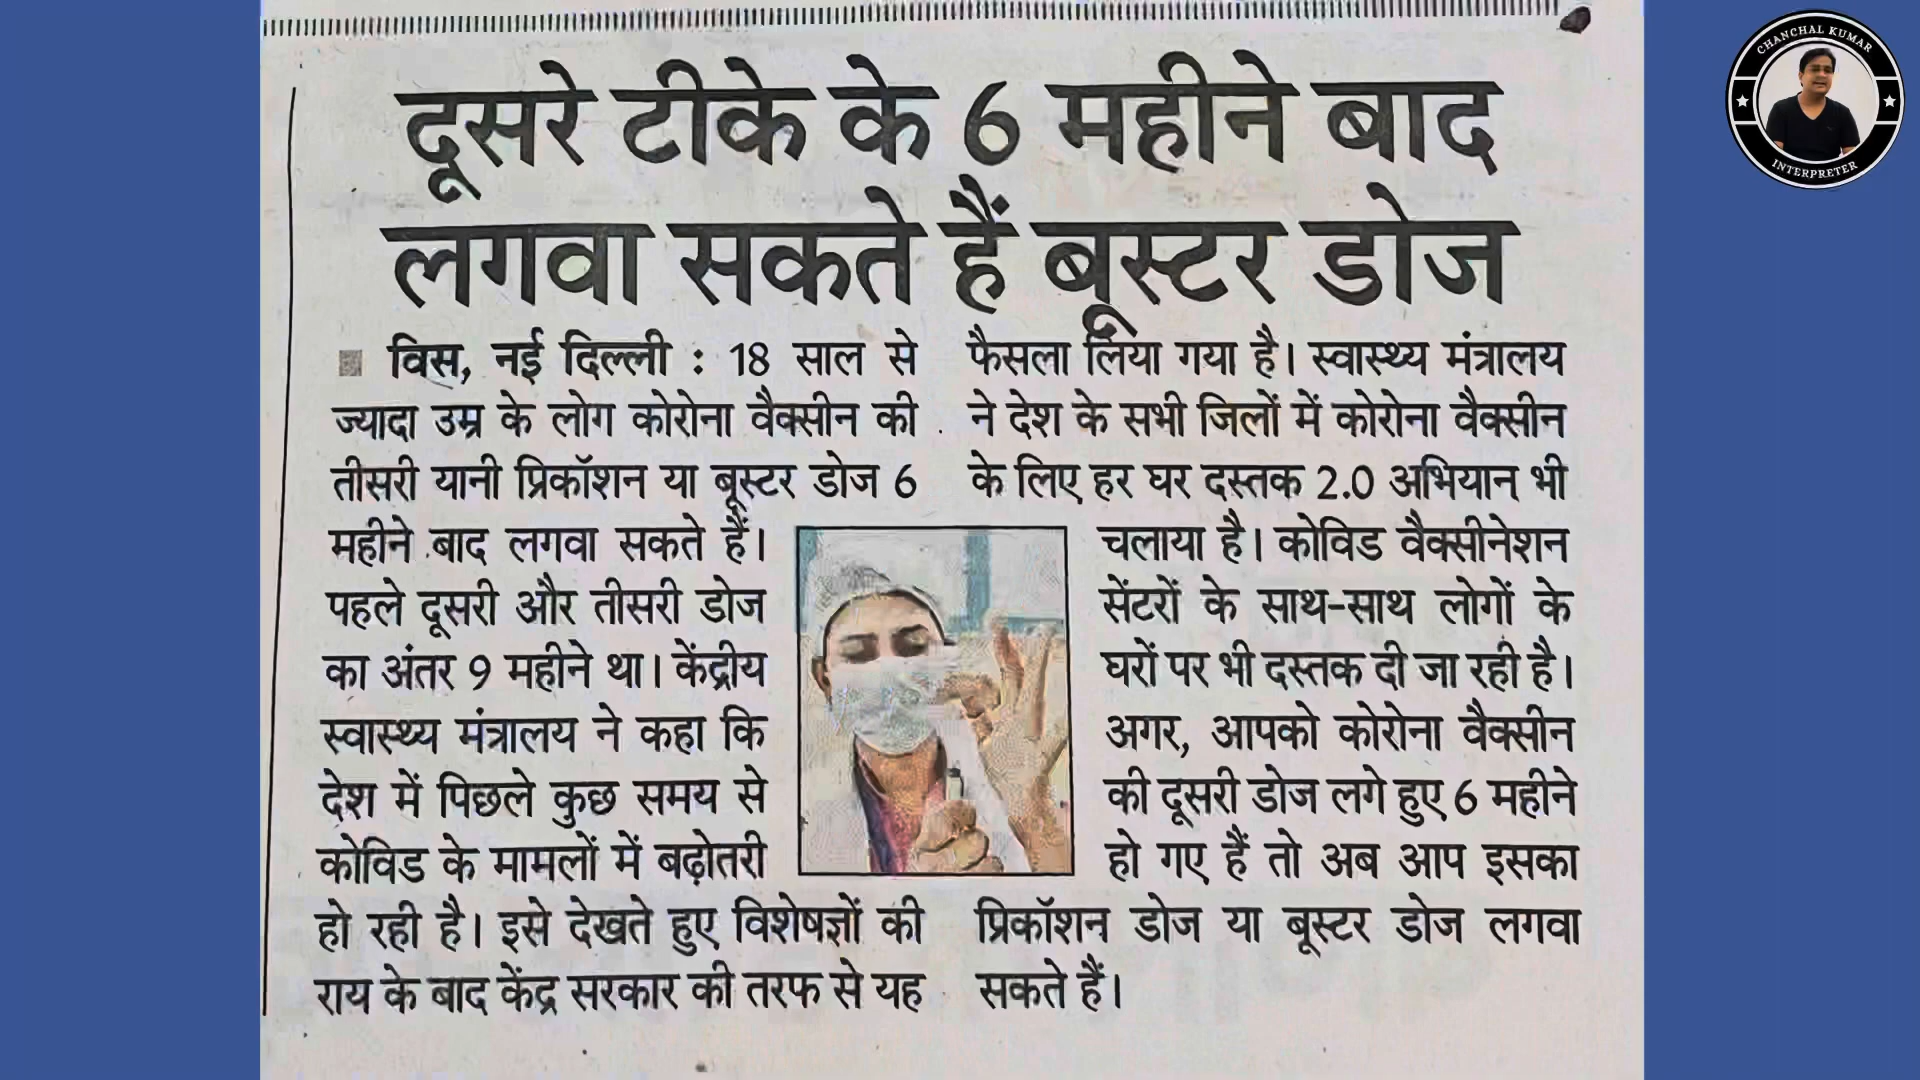 दूसरे टीके के 6 महीने बाद
लगवा सकते हैं बूस्टर डोज
विस, नई दिल्ली : 18 साल से
ज्यादा उम्र के लोग कोरोना वैक्सीन की
तीसरी यानी प्रिकॉशन या बूस्टर डोज 6
महीने बाद लगवा सकते हैं।
पहले दूसरी और तीसरी डोज
का अंतर 9 महीने था। केंद्रीय
स्वास्थ्य मंत्रालय ने कहा कि
देश में पिछले कुछ समय से
कोविड के मामलों में बढ़ोतरी
हो रही है। इसे देखते हुए विशेषज्ञों की
राय के बाद केंद्र सरकार की तरफ से यह
फैसला लिया गया है। स्वास्थ्य मंत्रालय
ने देश के सभी जिलों में कोरोना वैक्सीन
के लिए हर घर दस्तक 2.0 अभियान भी
चलाया है। कोविड वैक्सीनेशन
सेंटरों के साथ-साथ लोगों के
घरों पर भी दस्तक दी जा रही है।
अगर, आपको कोरोना वैक्सीन
की दूसरी डोज लगे हुए 6 महीने
हो गए हैं तो अब आप इसका
प्रिकॉशन डोज या बूस्टर डोज लगवा
सकते हैं।
CHANCHAL KUMAR
INTERPRETER